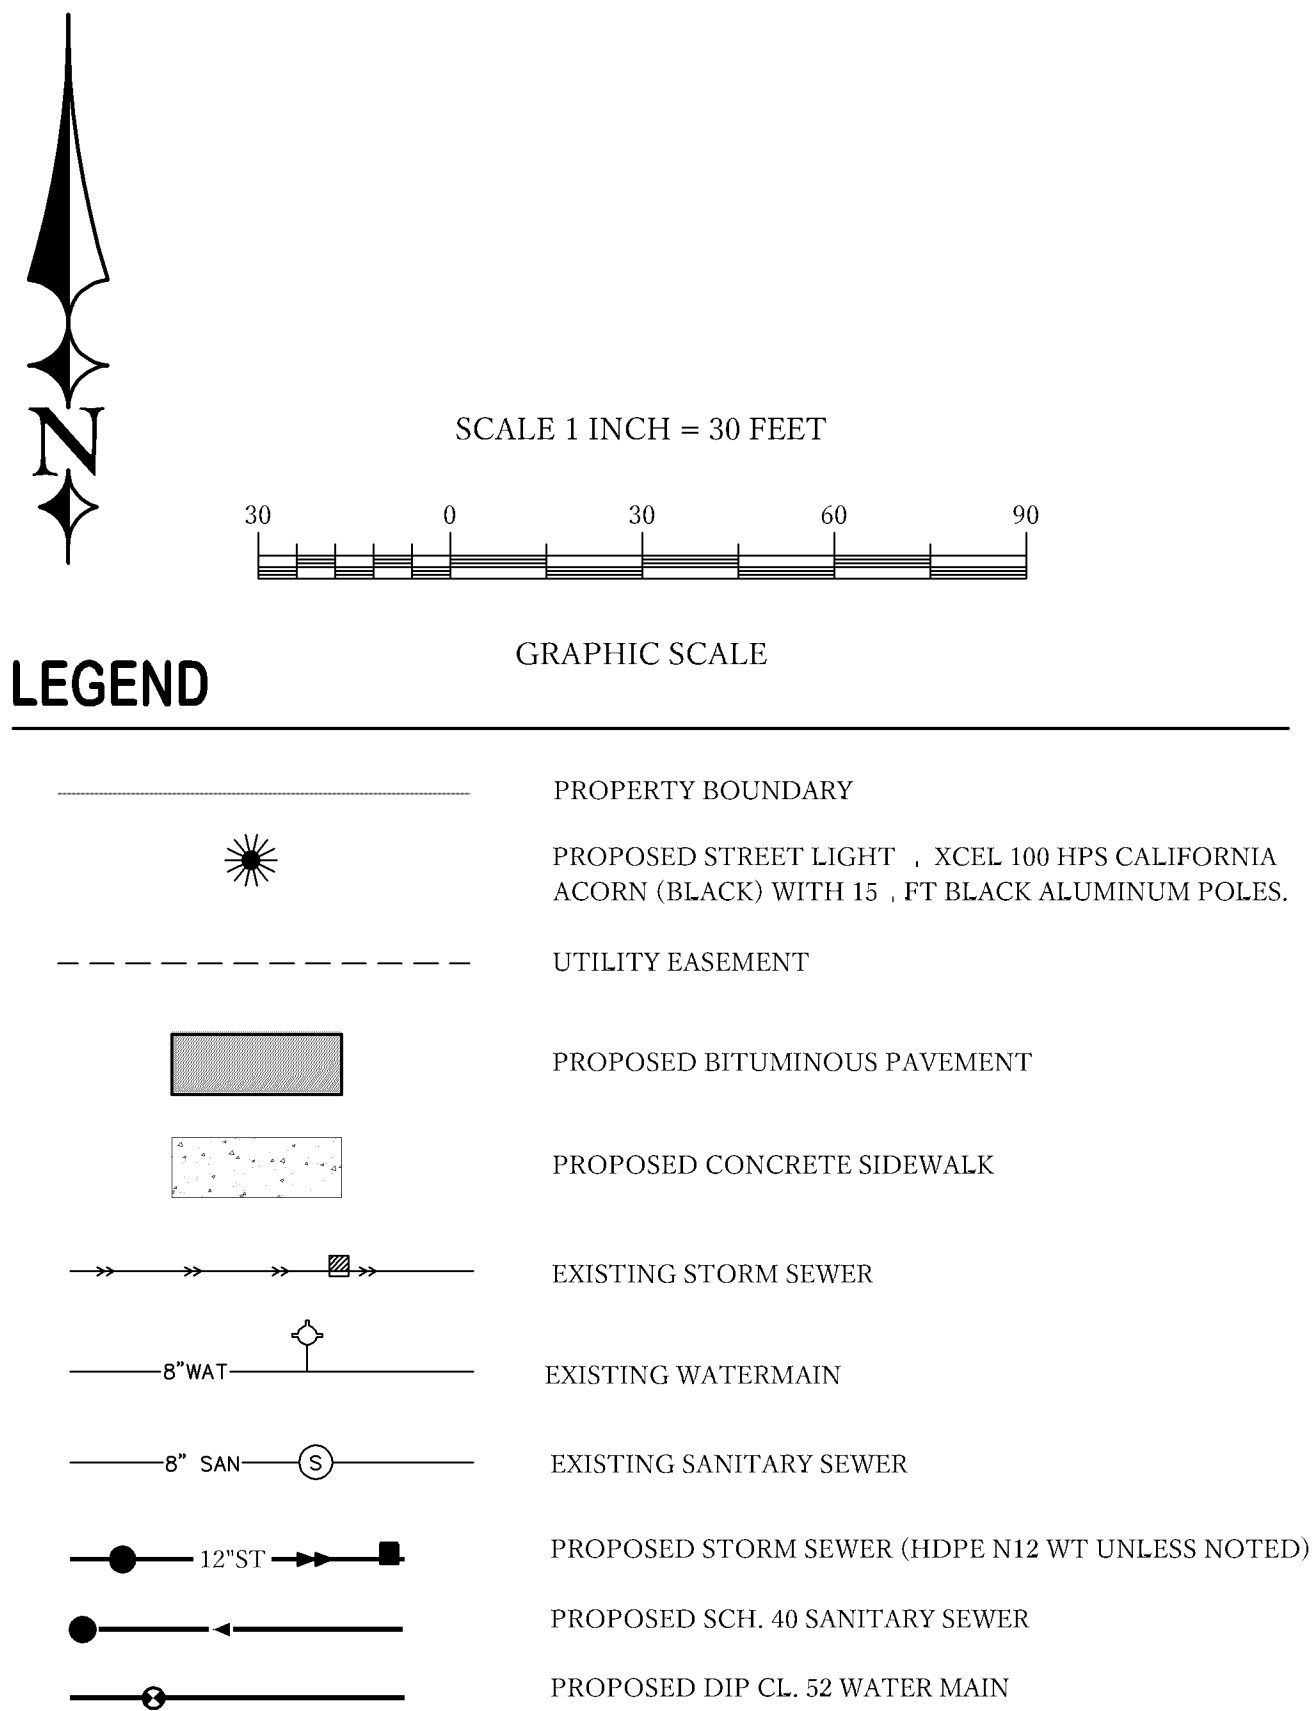 N
SCALE 1 INCH = 30 FEET
30 0 30 60 90
GRAPHIC SCALE
LEGEND
PROPERTY BOUNDARY
PROPOSED STREET LIGHT , XCEL 100 HPS CALIFORNIA
ACORN (BLACK) WITH 15 , FT BLACK ALUMINUM POLES.
UTILITY EASEMENT
PROPOSED BITUMINOUS PAVEMENT
PROPOSED CONCRETE SIDEWALK
EXISTING STORM SEWER
8"WAT EXISTING WATERMAIN
8" SAN S EXISTING SANITARY SEWER
12"ST PROPOSED STORM SEWER (HDPE N12 WT UNLESS NOTED)
PROPOSED SCH. 40 SANITARY SEWER
PROPOSED DIP CL. 52 WATER MAIN